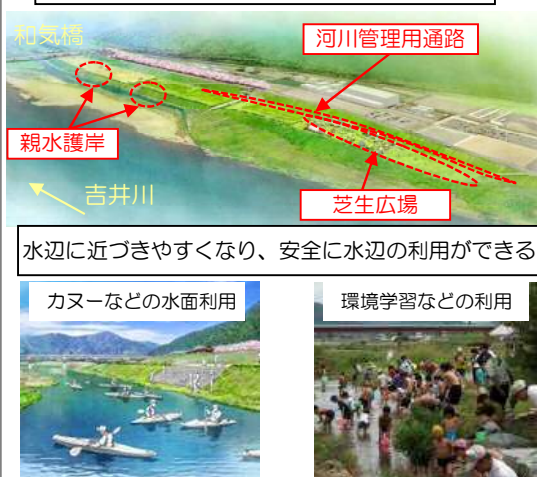 和気橋
河川管理用通路
親水護岸
吉井川
芝生広場
水辺に近づきやすくなり、安全に水辺の利用ができる
カヌーなどの水面利用
環境学習などの利用